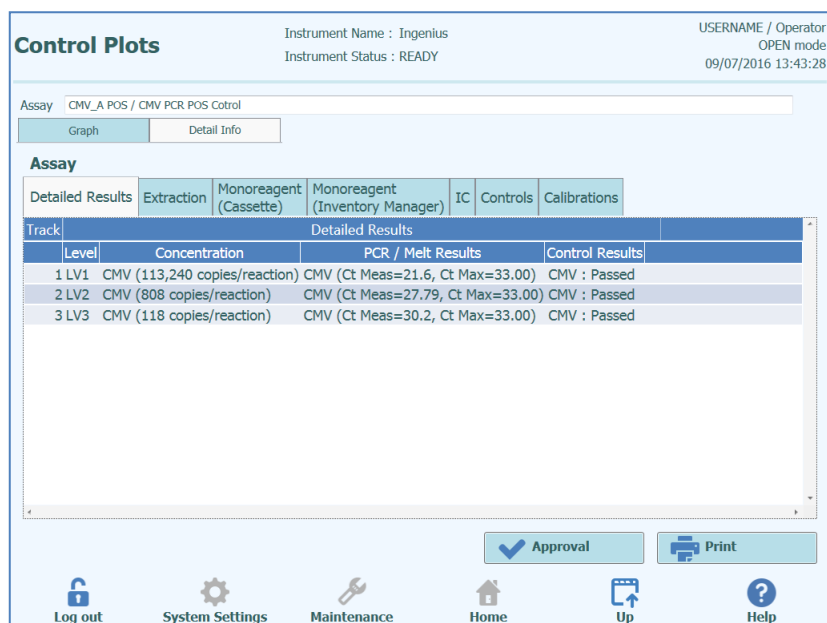 Control Plots
Instrument Name : Ingenius
Instrument Status : READY
USERNAME / Operator
OPEN mode
09/07/2016 13:43:28
Assay CMV_A POS / CMV PCR POS Cotrol
Graph Detail Info
Assay
Detailed Results Extraction Monoreagent (Cassette) Monoreagent (Inventory Manager) IC Controls Calibrations
Track Detailed Results
Level Concentration PCR / Melt Results Control Results
1 LV1 CMV (113,240 copies/reaction) CMV (Ct Meas=21.6, Ct Max=33.00) CMV : Passed
2 LV2 CMV (808 copies/reaction) CMV (Ct Meas=27.79, Ct Max=33.00) CMV : Passed
3 LV3 CMV (118 copies/reaction) CMV (Ct Meas=30.2, Ct Max=33.00) CMV : Passed
Approval Print
Log out System Settings Maintenance Home Up Help